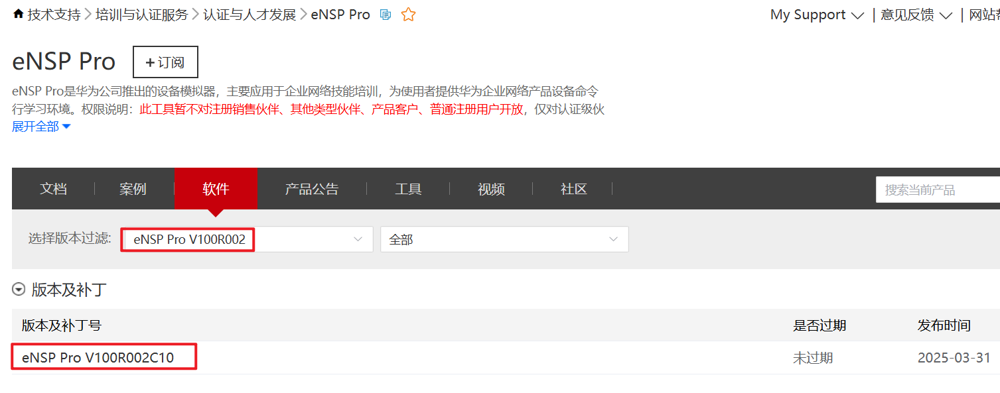 技术支持 > 培训与认证服务 > 认证与人才发展 > eNSP Pro
My Support | 意见反馈 | 网站
eNSP Pro
+订阅
eNSP Pro是华为公司推出的设备模拟器，主要应用于企业网络技能培训，为使用者提供华为企业网络产品设备命令
行学习环境。权限说明：此工具暂不对注册销售伙伴、其他类型伙伴、产品客户、普通注册用户开放，仅对认证级伙
展开全部
文档 案例 软件 产品公告 工具 视频 社区
搜索当前产品
选择版本过滤: eNSP Pro V100R002 全部
版本及补丁
版本及补丁号 是否过期 发布时间
eNSP Pro V100R002C10 未过期 2025-03-31